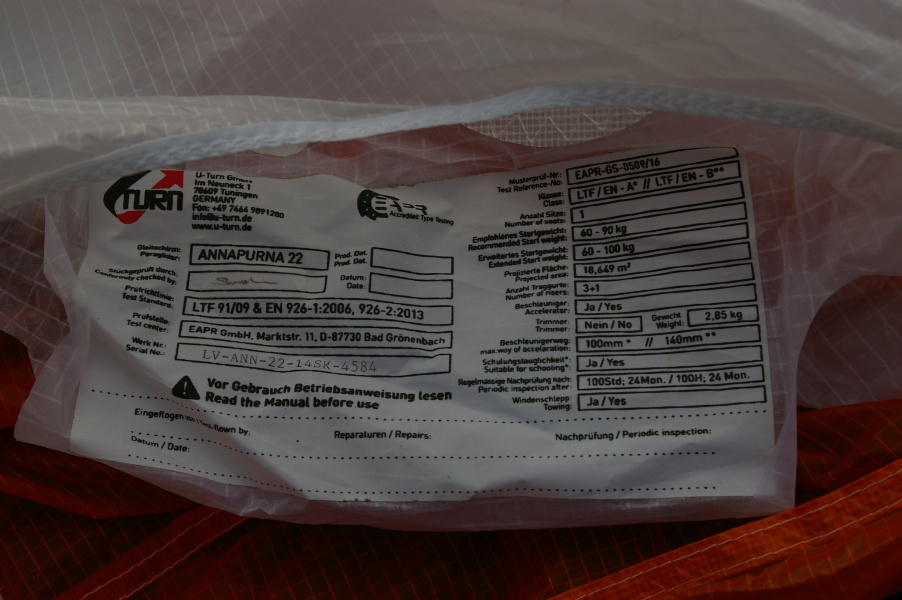 U-TURN
U-Turn GmbH
Im Neuneck 1
78609 Tuningen
GERMANY
Fon: +49 7464 9891280
info@u-turn.de
www.u-turn.de
EAPR
Accredited Type Testing
Gleitschirm:
Paraglider:
ANNAPURNA 22
Prod. Dat.
Prod. Dat.
Stückgeprüft durch:
Conformity checked by:
Datum:
Date:
Prüfrichtlinie:
Test Standard:
LTF 91/09 & EN 926-1:2006, 926-2:2013
Prüfstelle:
Test center:
EAPR GmbH, Marktstr. 11, D-87730 Bad Grönenbach
Werk Nr.:
Serial No.:
LV-ANN-22-14SK-4584
Vor Gebrauch Betriebsanweisung lesen
Read the Manual before use
Musterprüf-Nr.:
Test Reference-No.:
EAPR-GS-0509/16
Klasse:
Class:
LTF/EN - A* // LTF/EN - B**
Anzahl Sitze:
Number of seats:
1
Empfohlenes Startgewicht:
Recommended Start weight:
60 - 90 kg
Erweitertes Startgewicht:
Extended Start weight:
60 - 100 kg
Projizierte Fläche:
Projected area:
18,649 m²
Anzahl Traggurte:
Number of risers:
3+1
Beschleuniger:
Accelerator:
Ja / Yes
Trimmer:
Trimmer:
Nein / No
Gewicht
Weight:
2,85 kg
Beschleunigerweg:
max.way of accelaration:
100mm * // 140mm **
Schulungstauglichkeit*:
Suitable for schooling*:
Ja / Yes
Regelmässige Nachprüfung nach:
Periodic inspection after:
100Std; 24Mon. / 100H; 24 Mon.
Windenschlepp:
Towing:
Ja / Yes
Eingeflogen flown by:
Reparaturen / Repairs:
Nachprüfung / Periodic inspection:
Datum / Date: